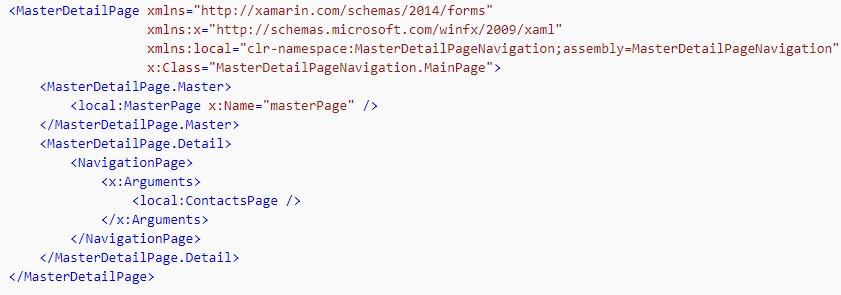 <MasterDetailPage xmlns="http://xamarin.com/schemas/2014/forms"
                  xmlns:x="http://schemas.microsoft.com/winfx/2009/xaml"
                  xmlns:local="clr-namespace:MasterDetailPageNavigation;assembly=MasterDetailPageNavigation"
                  x:Class="MasterDetailPageNavigation.MainPage">
    <MasterDetailPage.Master>
        <local:MasterPage x:Name="masterPage" />
    </MasterDetailPage.Master>
    <MasterDetailPage.Detail>
        <NavigationPage>
            <x:Arguments>
                <local:ContactsPage />
            </x:Arguments>
        </NavigationPage>
    </MasterDetailPage.Detail>
</MasterDetailPage>